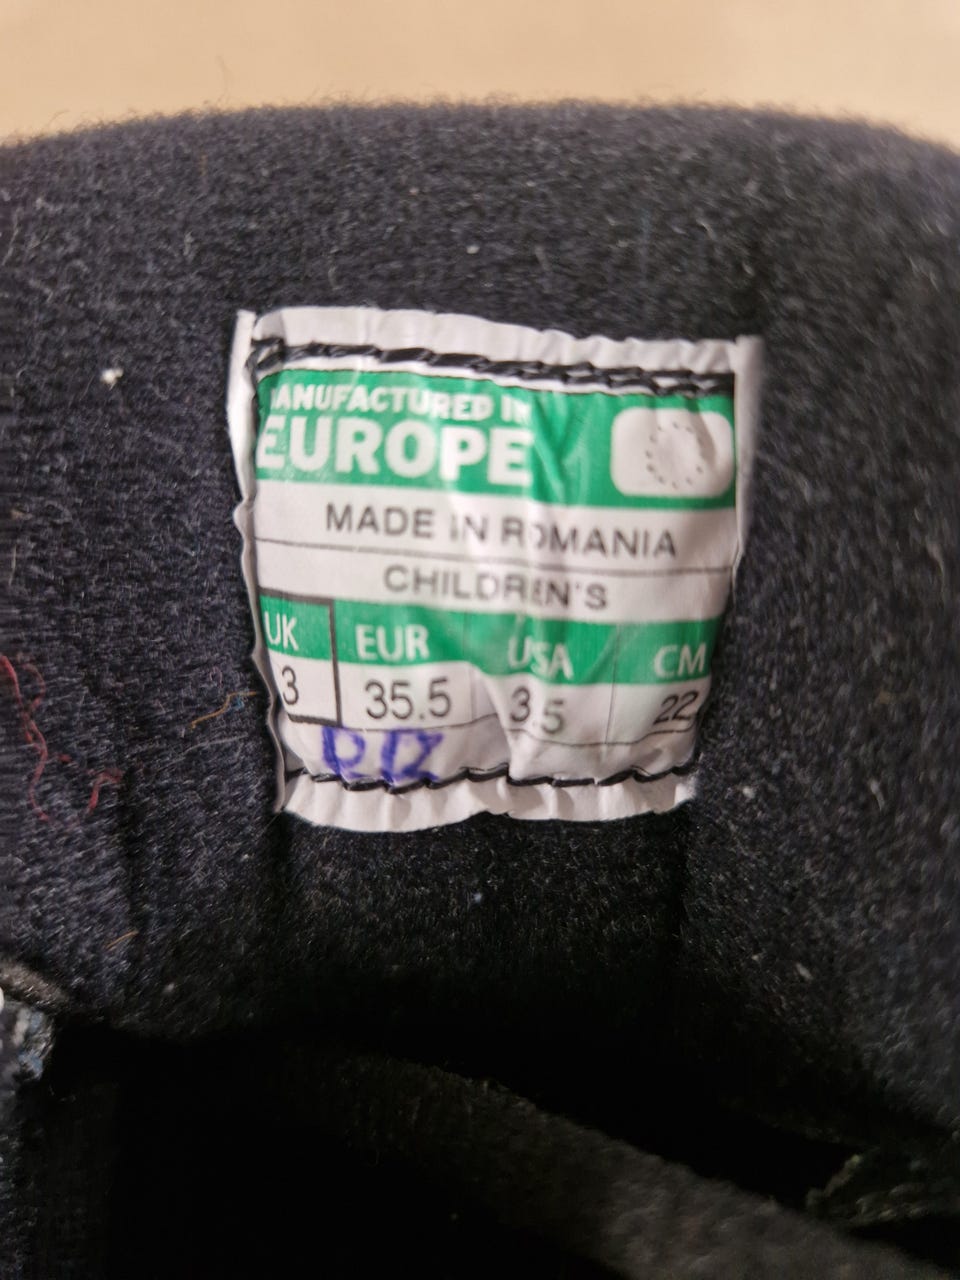 MANUFACTURED IN
EUROPE
MADE IN ROMANIA
CHILDREN'S
UK EUR USA CM
3 35.5 3.5 22